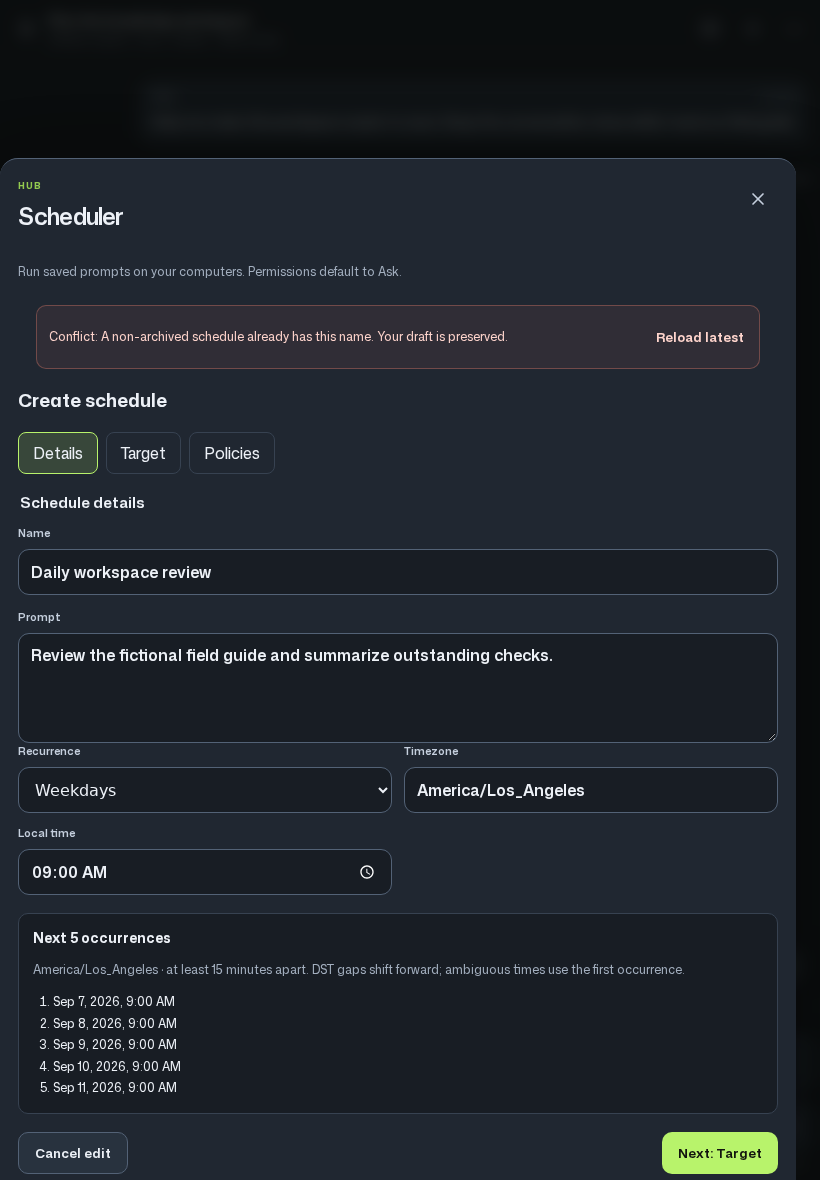 HUB
Scheduler
Run saved prompts on your computers. Permissions default to Ask.
Conflict: A non-archived schedule already has this name. Your draft is preserved.
Reload latest
Create schedule
Details
Target
Policies
Schedule details
Name
Daily workspace review
Prompt
Review the fictional field guide and summarize outstanding checks.
Recurrence
Timezone
Weekdays
America/Los_Angeles
Local time
09:00 AM
Next 5 occurrences
America/Los_Angeles · at least 15 minutes apart. DST gaps shift forward; ambiguous times use the first occurrence.
1. Sep 7, 2026, 9:00 AM
2. Sep 8, 2026, 9:00 AM
3. Sep 9, 2026, 9:00 AM
4. Sep 10, 2026, 9:00 AM
5. Sep 11, 2026, 9:00 AM
Cancel edit
Next: Target